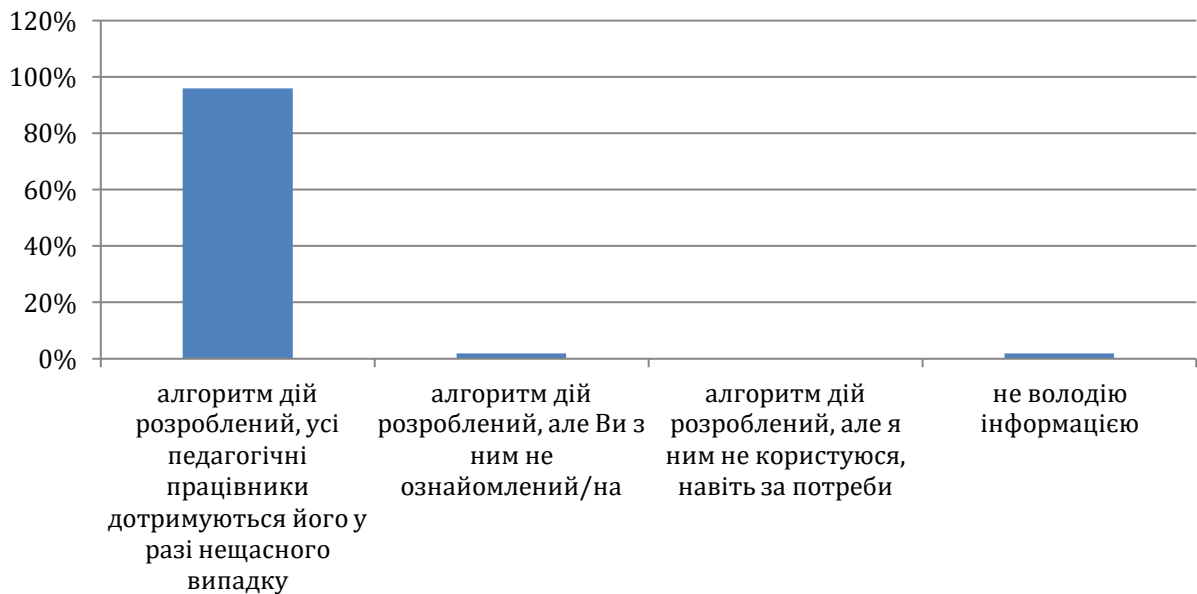 120%
100%
80%
60%
40%
20%
0%
алгоритм дій
розроблений, усі
педагогічні
працівники
дотримуються його у
разі нещасного
випадку
алгоритм дій
розроблений, але Ви з
ним не
ознайомлений/на
алгоритм дій
розроблений, але я
ним не користуюся,
навіть за потреби
не володію
інформацією